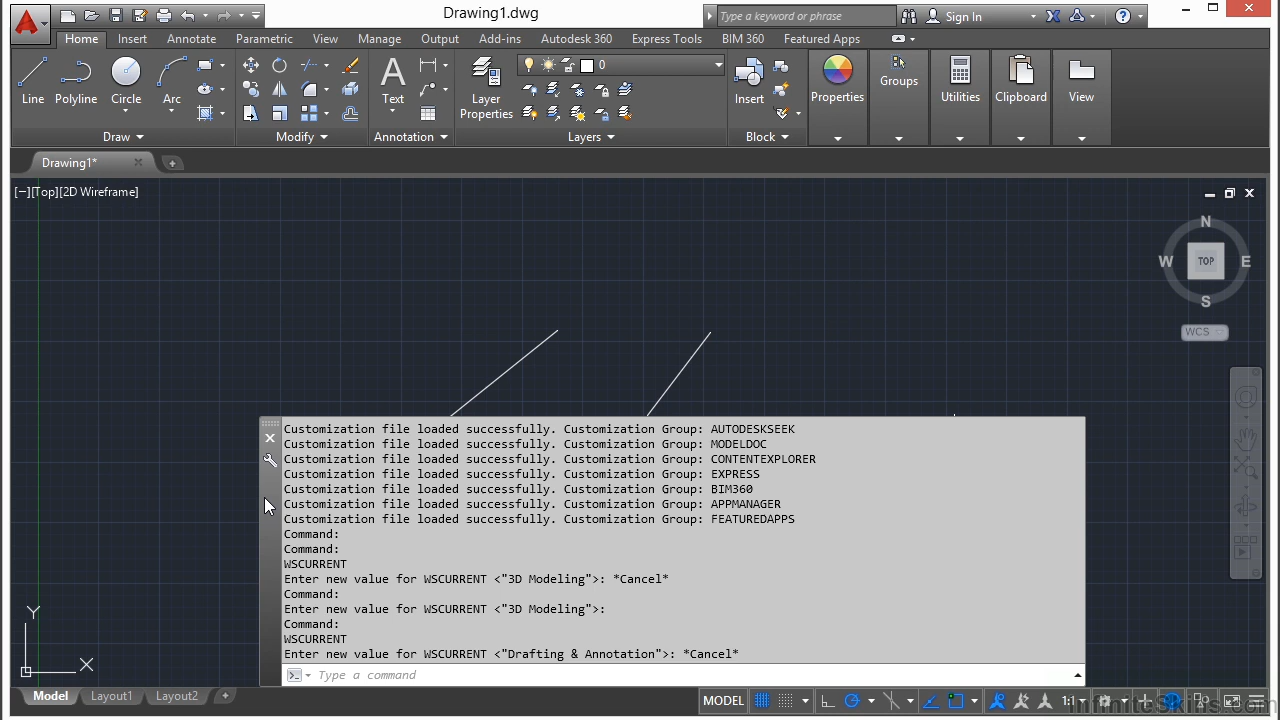 Drawing1.dwg
Type a keyword or phrase
Sign In
Home
Insert
Annotate
Parametric
View
Manage
Output
Add-ins
Autodesk 360
Express Tools
BIM 360
Featured Apps
0
Line
Polyline
Circle
Arc
Text
Layer
Properties
Insert
Properties
Groups
Utilities
Clipboard
View
Draw
Modify
Annotation
Layers
Block
Drawing1*
[−][Top][2D Wireframe]
N
W
TOP
E
S
WCS
Customization file loaded successfully. Customization Group: AUTODESKSEEK
Customization file loaded successfully. Customization Group: MODELDOC
Customization file loaded successfully. Customization Group: CONTENTEXPLORER
Customization file loaded successfully. Customization Group: EXPRESS
Customization file loaded successfully. Customization Group: BIM360
Customization file loaded successfully. Customization Group: APPMANAGER
Customization file loaded successfully. Customization Group: FEATUREDAPPS
Command:
Command:
WSCURRENT
Enter new value for WSCURRENT <"3D Modeling">: *Cancel*
Command:
Enter new value for WSCURRENT <"3D Modeling">:
Command:
WSCURRENT
Enter new value for WSCURRENT <"Drafting & Annotation">: *Cancel*
Type a command
Y
X
Model
Layout1
Layout2
MODEL
1:1
InfiniteSkills.com